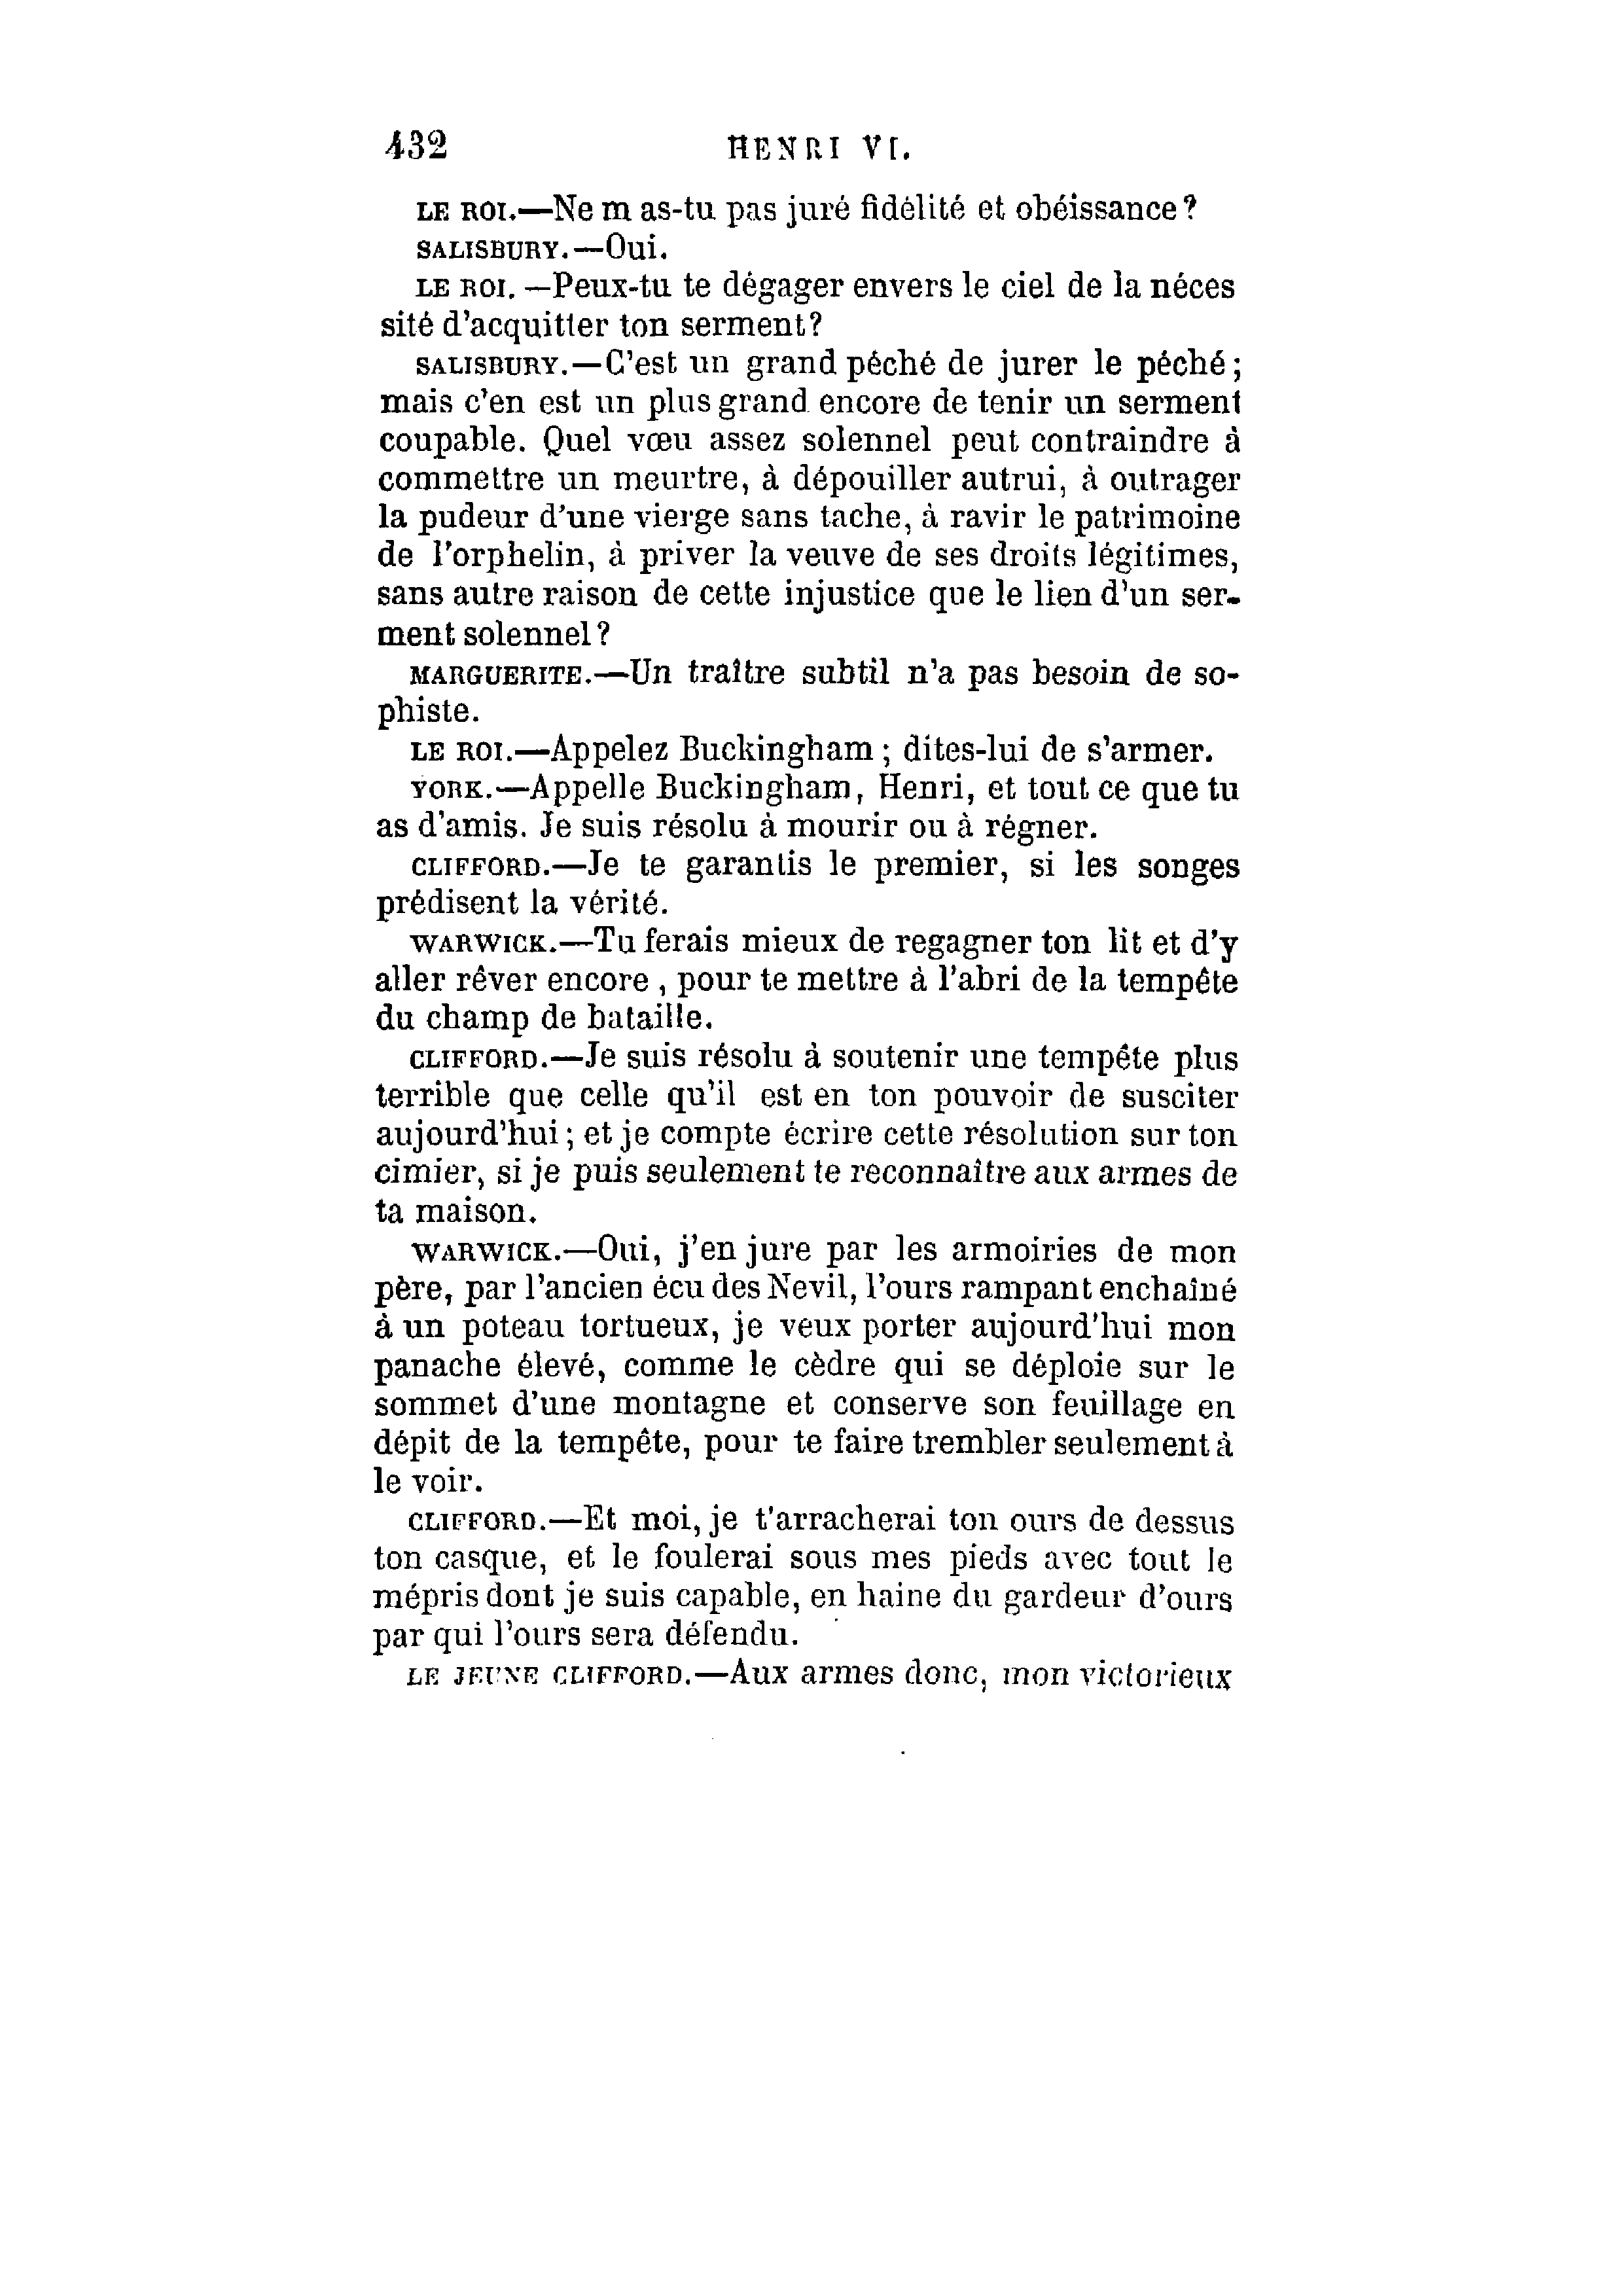 432 HENRI VI.
LE ROI.—Ne m as-tu pas juré fidélité et obéissance?
SALISBURY.—Oui.
LE ROI. —Peux-tu te dégager envers le ciel de la néces
sité d'acquitter ton serment?
SALISBURY.—C'est un grand péché de jurer le péché;
mais c'en est un plus grand encore de tenir un serment
coupable. Quel vœu assez solennel peut contraindre à
commettre un meurtre, à dépouiller autrui, à outrager
la pudeur d'une vierge sans tache, à ravir le patrimoine
de l'orphelin, à priver la veuve de ses droits légitimes,
sans autre raison de cette injustice que le lien d'un ser-
ment solennel?
MARGUERITE.—Un traître subtil n'a pas besoin de so-
phiste.
LE ROI.—Appelez Buckingham; dites-lui de s'armer.
YORK.—Appelle Buckingham, Henri, et tout ce que tu
as d'amis. Je suis résolu à mourir ou à régner.
CLIFFORD.—Je te garantis le premier, si les songes
prédisent la vérité.
WARWICK.—Tu ferais mieux de regagner ton lit et d'y
aller rêver encore, pour te mettre à l'abri de la tempête
du champ de bataille.
CLIFFORD.—Je suis résolu à soutenir une tempête plus
terrible que celle qu'il est en ton pouvoir de susciter
aujourd'hui; et je compte écrire cette résolution sur ton
cimier, si je puis seulement te reconnaître aux armes de
ta maison.
WARWICK.—Oui, j'en jure par les armoiries de mon
père, par l'ancien écu des Nevil, l'ours rampant enchaîné
à un poteau tortueux, je veux porter aujourd'hui mon
panache élevé, comme le cèdre qui se déploie sur le
sommet d'une montagne et conserve son feuillage en
dépit de la tempête, pour te faire trembler seulement à
le voir.
CLIFFORD.—Et moi, je t'arracherai ton ours de dessus
ton casque, et le foulerai sous mes pieds avec tout le
mépris dont je suis capable, en haine du gardeur d'ours
par qui l'ours sera défendu.
LE JEUNE CLIFFORD.—Aux armes donc, mon victorieux